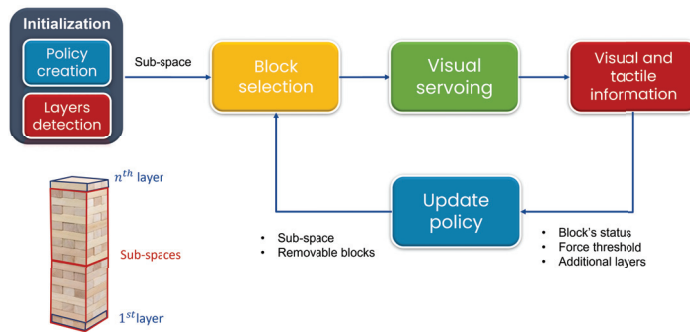 Initialization
Policy
creation
Layers
detection
Sub-space
Block
selection
Visual
servoing
Visual and
tactile
information
Update
policy
• Sub-space
• Removable blocks
• Block's status
• Force threshold
• Additional layers
nth layer
Sub-spaces
1st layer